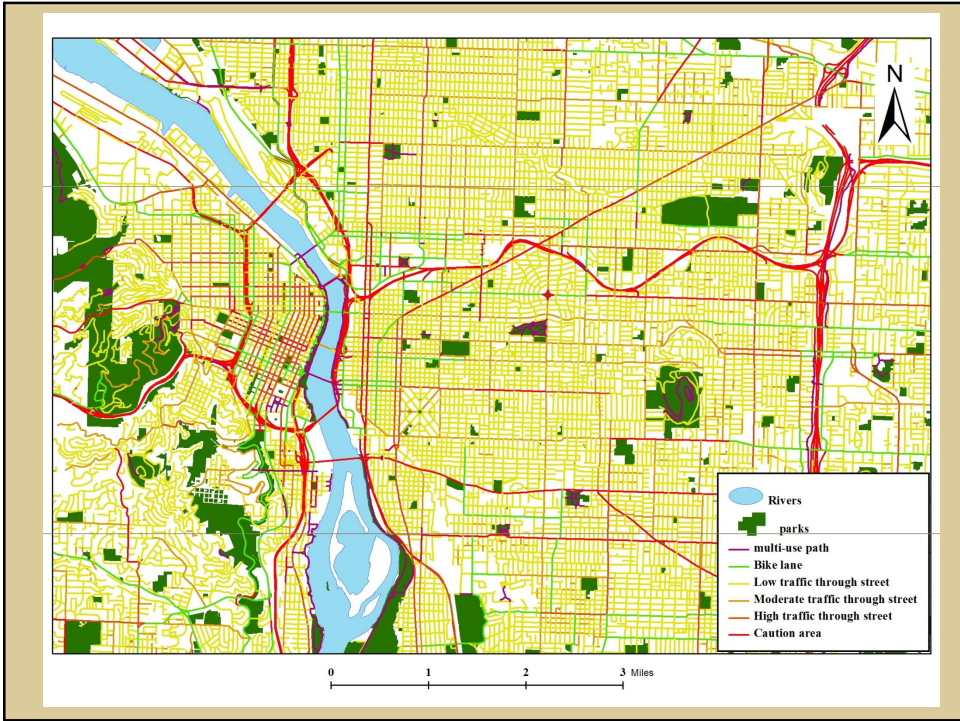 N
Rivers
parks
multi-use path
Bike lane
Low traffic through street
Moderate traffic through street
High traffic through street
Caution area
0 1 2 3 Miles